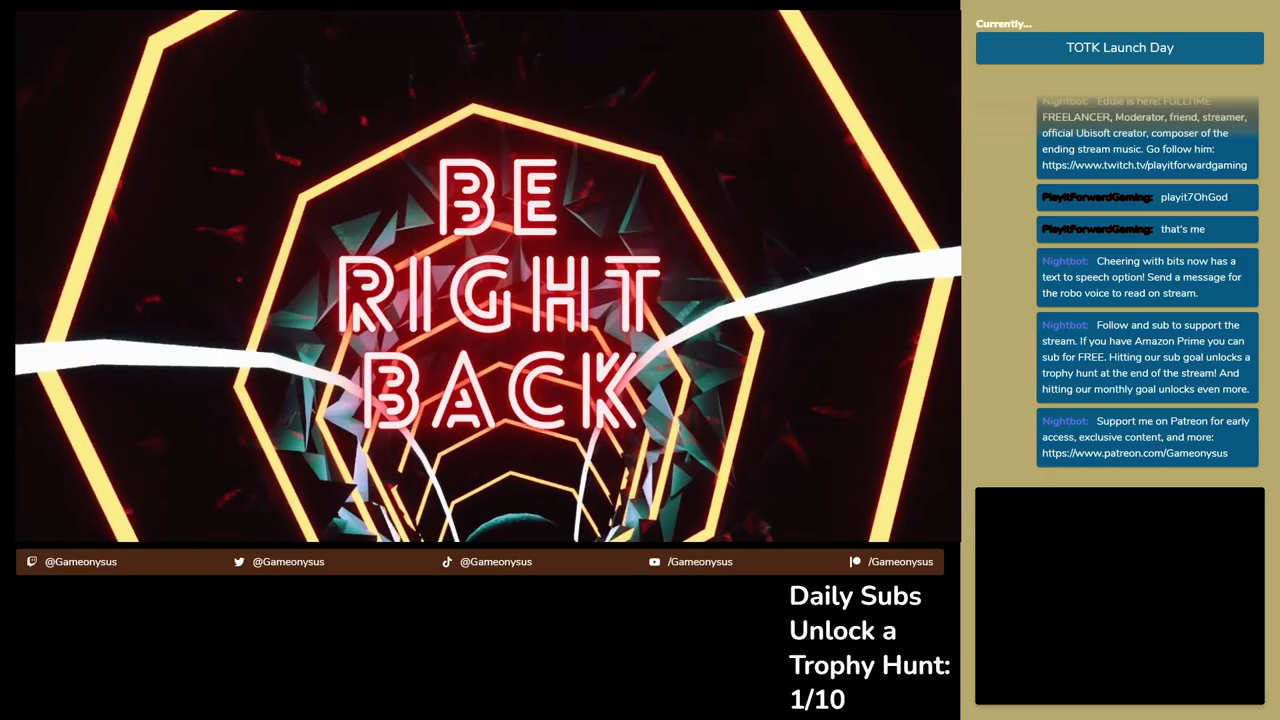 Currently...
TOTK Launch Day
BE
RIGHT
BACK
Nightbot: Eddie is here! FULLTIME
FREELANCER, Moderator, friend, streamer,
official Ubisoft creator, composer of the
ending stream music. Go follow him:
https://www.twitch.tv/playitforwardgaming
PlayItForwardGaming: playit7OhGod
PlayItForwardGaming: that's me
Nightbot: Cheering with bits now has a
text to speech option! Send a message for
the robo voice to read on stream.
Nightbot: Follow and sub to support the
stream. If you have Amazon Prime you can
sub for FREE. Hitting our sub goal unlocks a
trophy hunt at the end of the stream! And
hitting our monthly goal unlocks even more.
Nightbot: Support me on Patreon for early
access, exclusive content, and more:
https://www.patreon.com/Gameonysus
@Gameonysus
@Gameonysus
@Gameonysus
/Gameonysus
/Gameonysus
Daily Subs
Unlock a
Trophy Hunt:
1/10